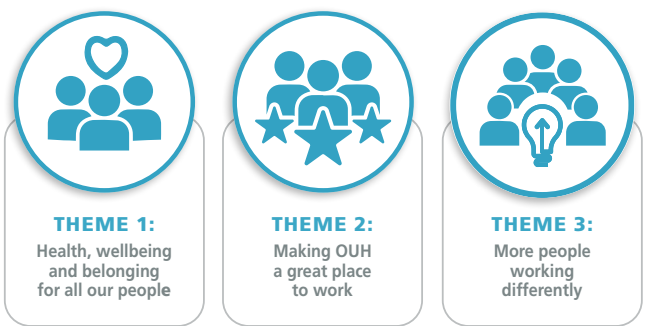 THEME 1:
Health, wellbeing
and belonging
for all our people
THEME 2:
Making OUH
a great place
to work
THEME 3:
More people
working
differently